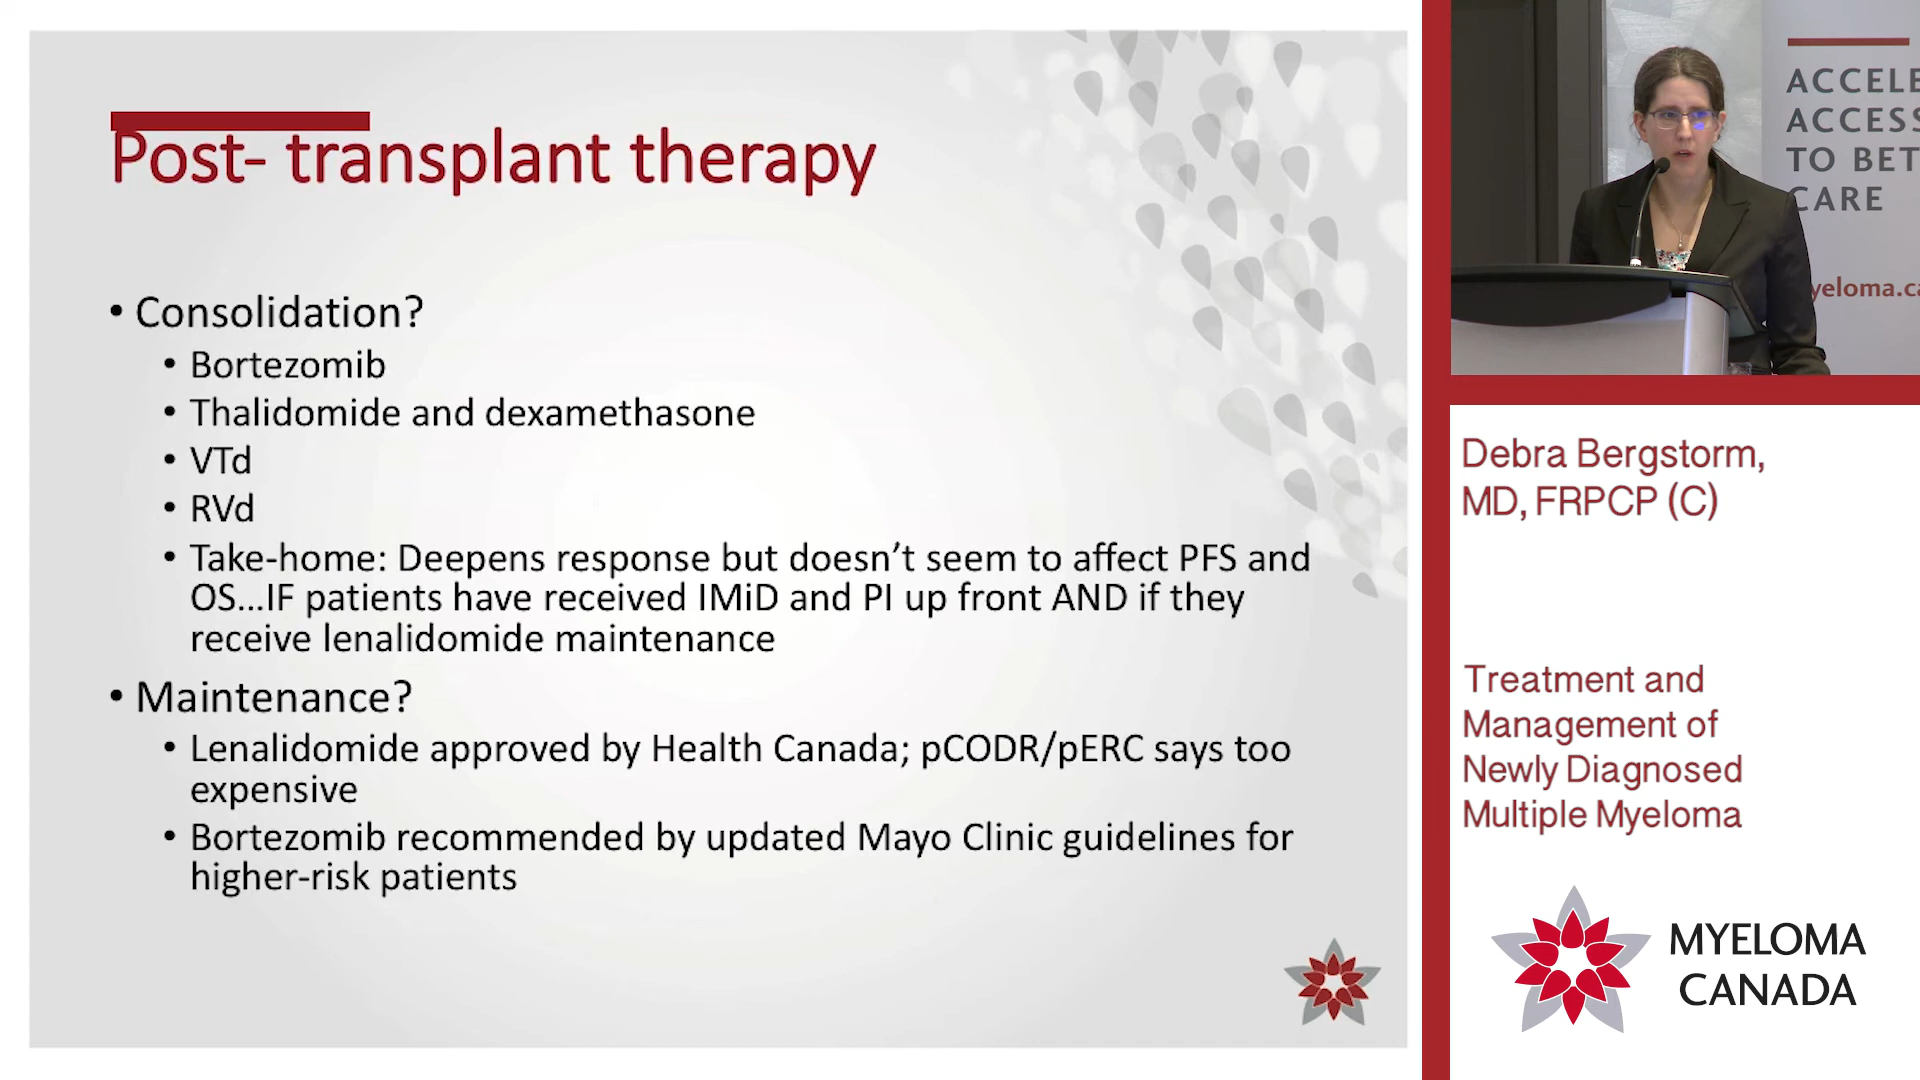 Post- transplant therapy
• Consolidation?
• Bortezomib
• Thalidomide and dexamethasone
• VTd
• RVd
• Take-home: Deepens response but doesn’t seem to affect PFS and
OS...IF patients have received IMiD and PI up front AND if they
receive lenalidomide maintenance
• Maintenance?
• Lenalidomide approved by Health Canada; pCODR/pERC says too
expensive
• Bortezomib recommended by updated Mayo Clinic guidelines for
higher-risk patients
ACCELE
ACCESS
TO BET
CARE
yeloma.ca
Debra Bergstorm,
MD, FRPCP (C)
Treatment and
Management of
Newly Diagnosed
Multiple Myeloma
MYELOMA
CANADA